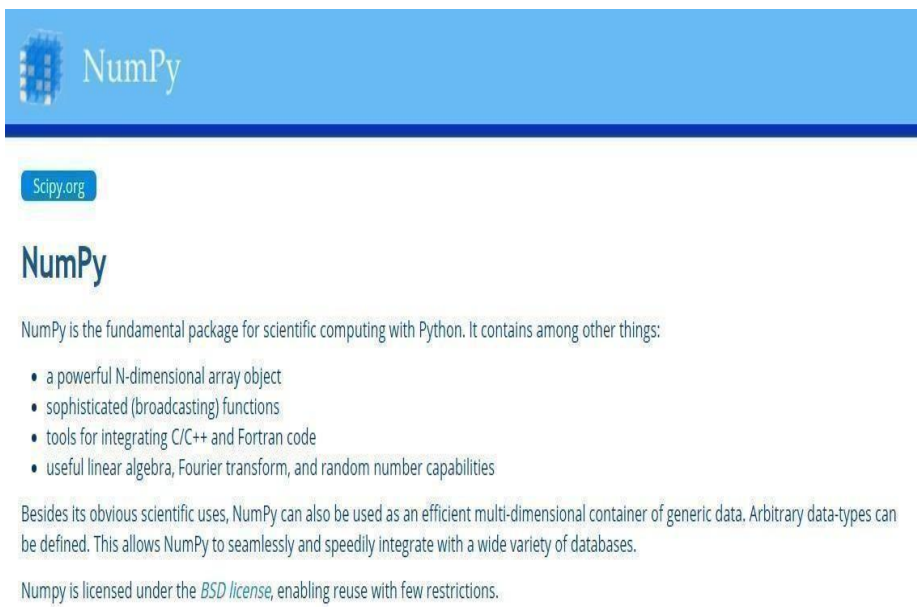 NumPy
Scipy.org
NumPy
NumPy is the fundamental package for scientific computing with Python. It contains among other things:
• a powerful N-dimensional array object
• sophisticated (broadcasting) functions
• tools for integrating C/C++ and Fortran code
• useful linear algebra, Fourier transform, and random number capabilities
Besides its obvious scientific uses, NumPy can also be used as an efficient multi-dimensional container of generic data. Arbitrary data-types can
be defined. This allows NumPy to seamlessly and speedily integrate with a wide variety of databases.
Numpy is licensed under the BSD license, enabling reuse with few restrictions.